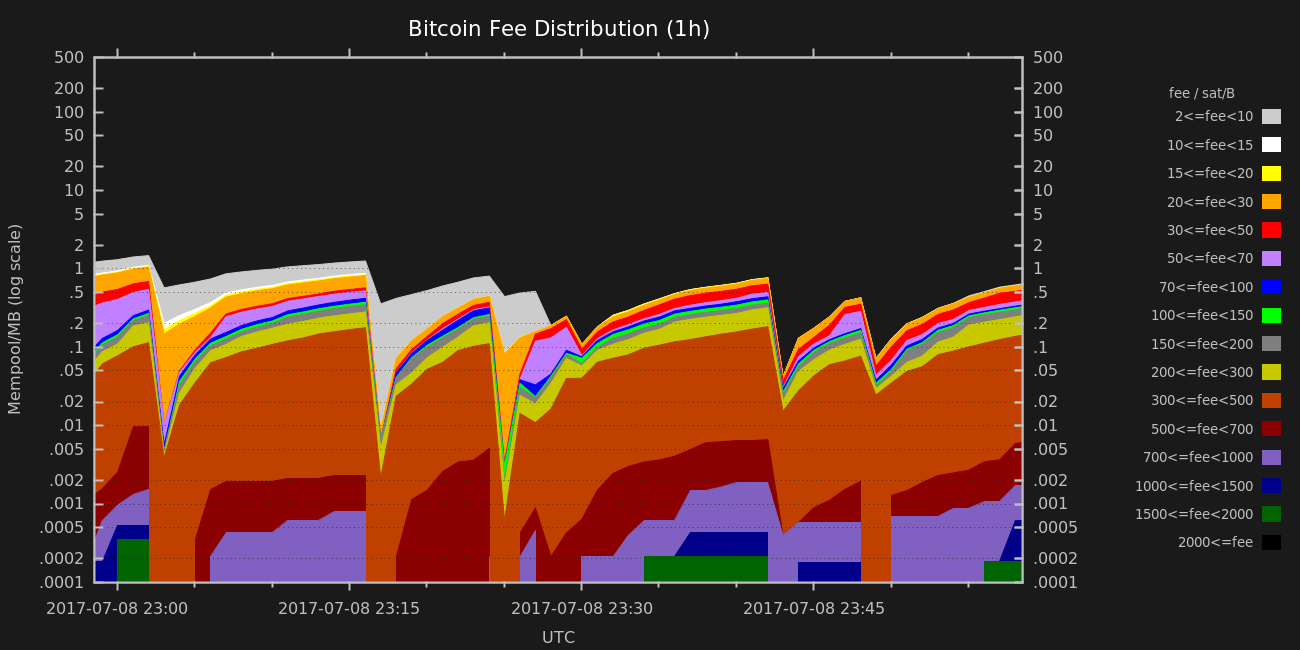 Bitcoin Fee Distribution (1h)
Mempool/MB (log scale)
500
200
100
50
20
10
5
2
1
.5
.2
.1
.05
.02
.01
.005
.002
.001
.0005
.0002
.0001
500
200
100
50
20
10
5
2
1
.5
.2
.1
.05
.02
.01
.005
.002
.001
.0005
.0002
.0001
fee / sat/B
2<=fee<10
10<=fee<15
15<=fee<20
20<=fee<30
30<=fee<50
50<=fee<70
70<=fee<100
100<=fee<150
150<=fee<200
200<=fee<300
300<=fee<500
500<=fee<700
700<=fee<1000
1000<=fee<1500
1500<=fee<2000
2000<=fee
2017-07-08 23:00
2017-07-08 23:15
2017-07-08 23:30
2017-07-08 23:45
UTC